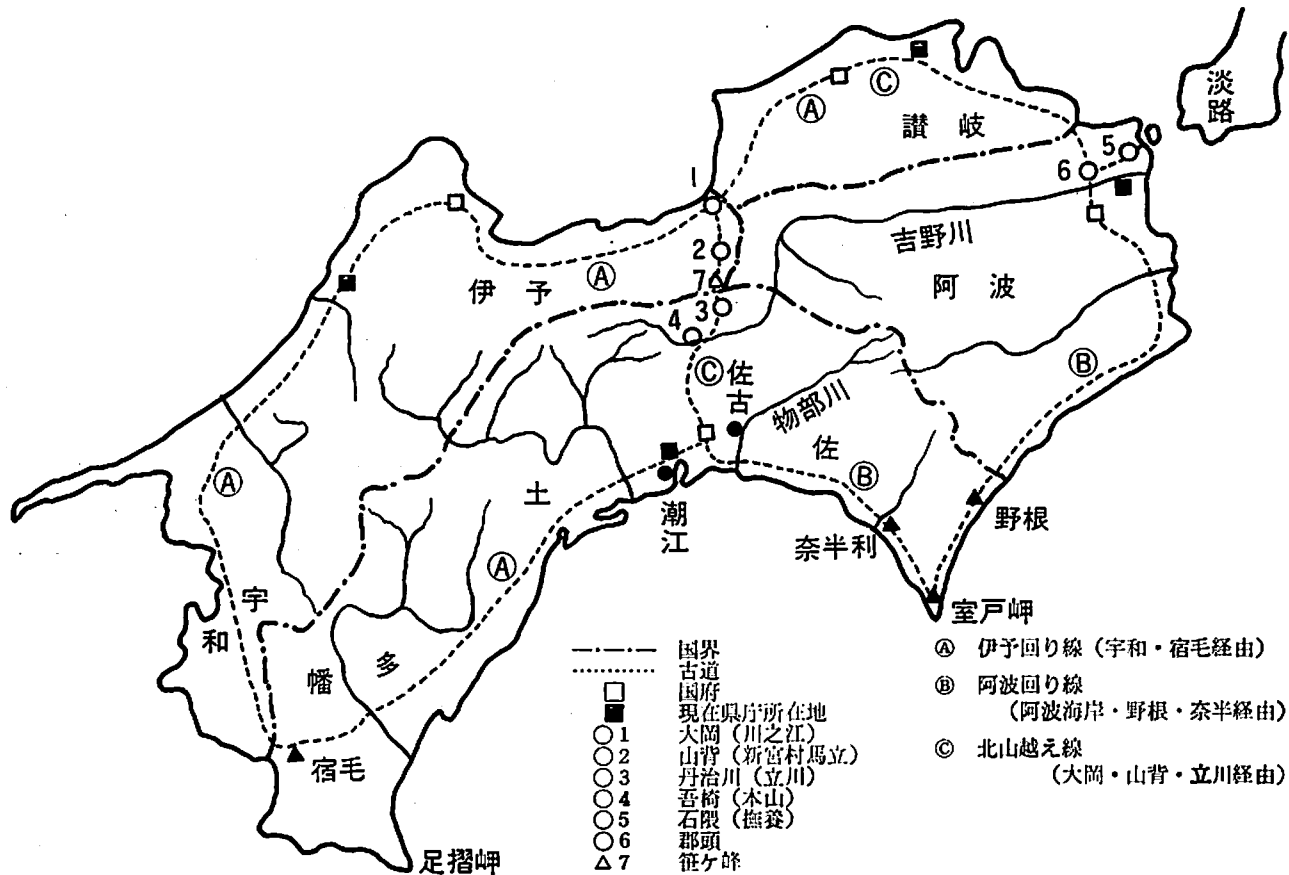 淡路
Ⓒ
Ⓐ
讃岐
5
6
1
吉野川
2
Ⓐ
7
伊予
阿波
3
4
Ⓒ
佐古
Ⓑ
物部川
佐
Ⓐ
Ⓑ
土
潮江
野根
奈半利
Ⓐ
室戸岬
宇和
幡多
宿毛
足摺岬
国界
古道
国府
現在県庁所在地
1 大岡（川之江）
2 山背（新宮村馬立）
3 丹治川（立川）
4 吾椅（本山）
5 石隈（撫養）
6 郡頭
7 笹ケ峰
Ⓐ 伊予回り線（宇和・宿毛経由）
Ⓑ 阿波回り線
（阿波海岸・野根・奈半経由）
Ⓒ 北山越え線
（大岡・山背・立川経由）